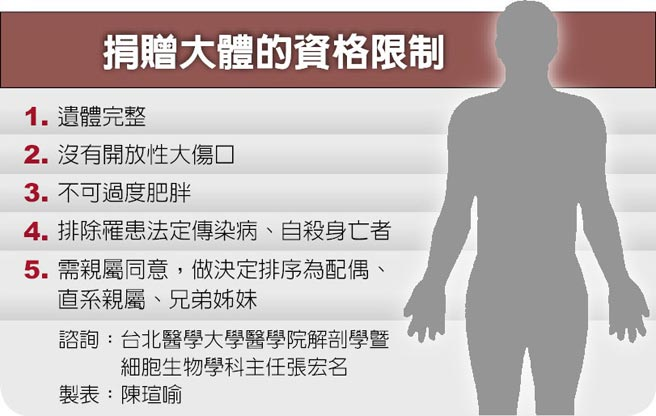 捐贈大體的資格限制
1. 遺體完整
2. 沒有開放性大傷口
3. 不可過度肥胖
4. 排除罹患法定傳染病、自殺身亡者
5. 需親屬同意，做決定排序為配偶、
直系親屬、兄弟姊妹
諮詢：台北醫學大學醫學院解剖學暨
細胞生物學科主任張宏名
製表：陳瑄喻